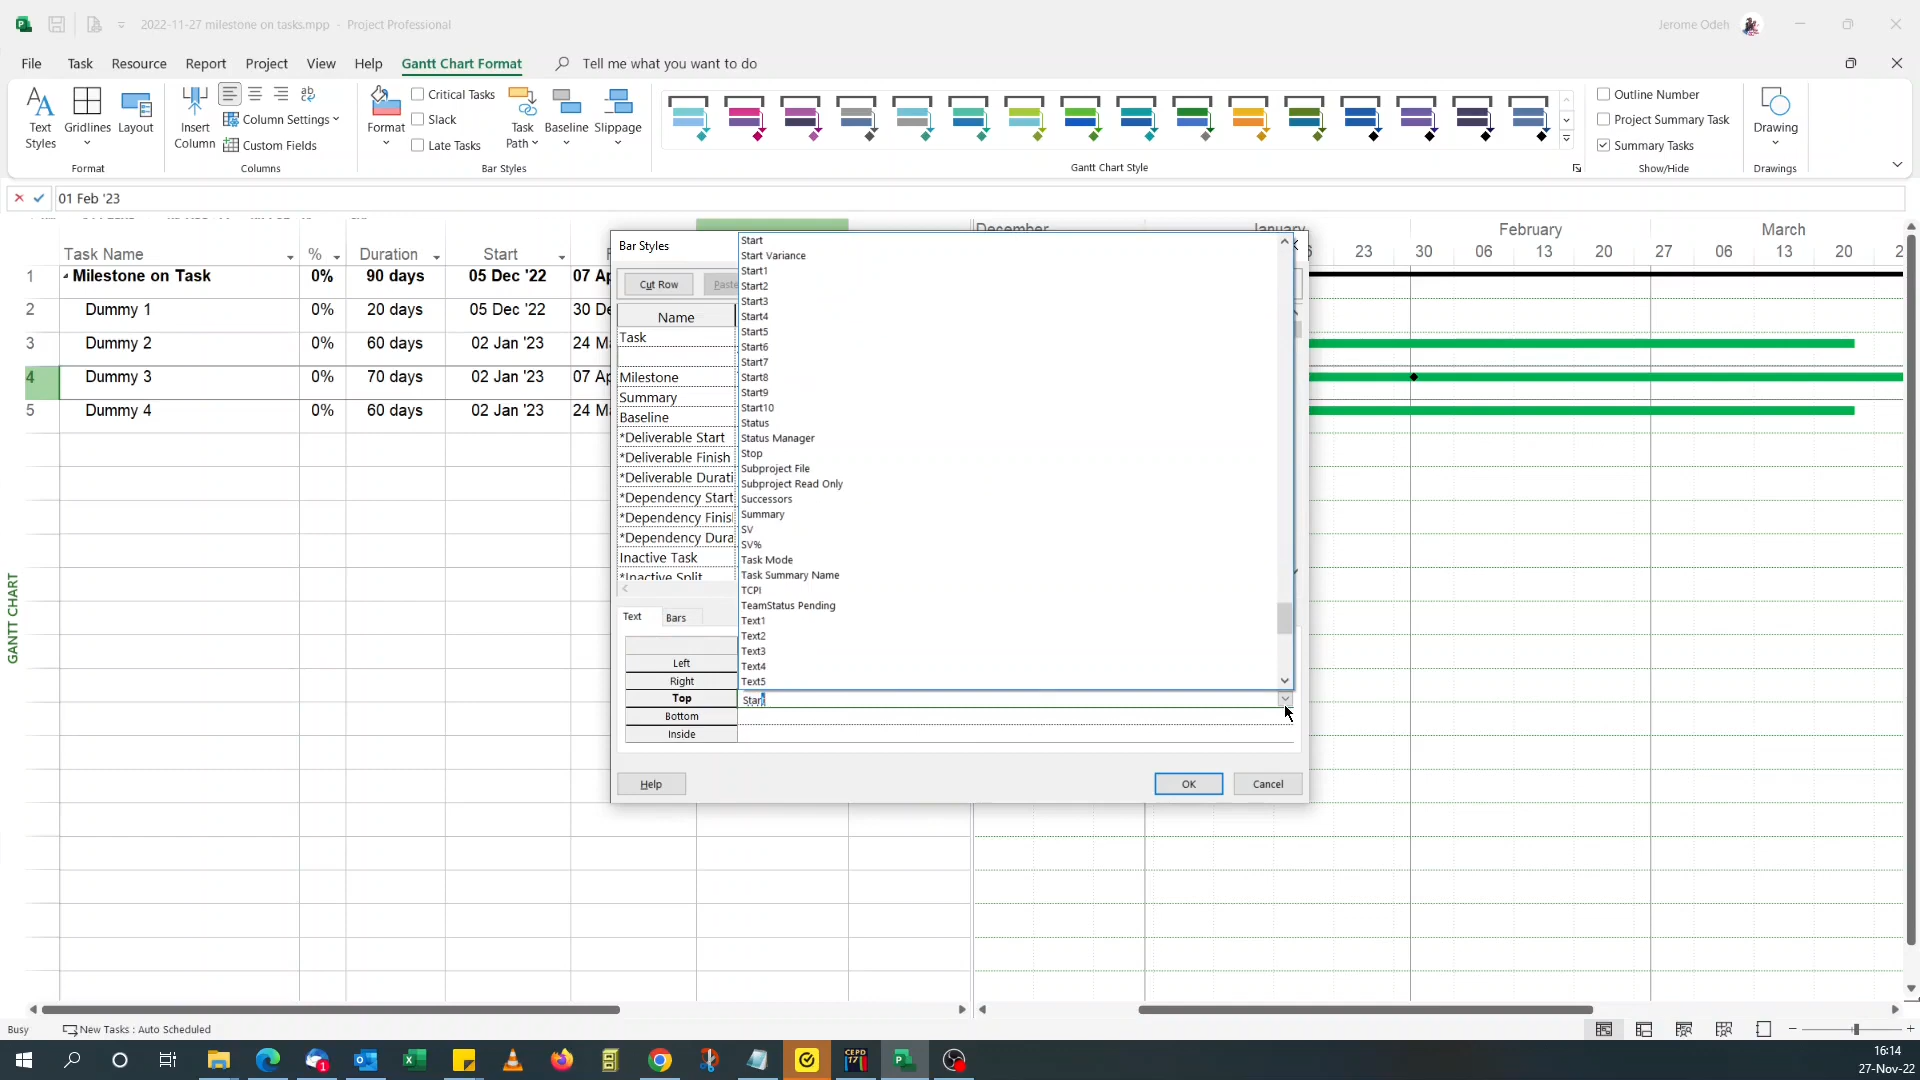 2022-11-27 milestone on tasks.mpp - Project Professional
Jerome Odeh
File Task Resource Report Project View Help Gantt Chart Format Tell me what you want to do
Text Styles
Gridlines
Layout
Format
Insert Column
Column Settings
Custom Fields
Columns
Format
Critical Tasks
Slack
Late Tasks
Task Path
Baseline
Slippage
Bar Styles
Gantt Chart Style
Outline Number
Project Summary Task
Summary Tasks
Show/Hide
Drawing
Drawings
01 Feb '23
Task Name % Duration Start
1 Milestone on Task 0% 90 days 05 Dec '22
2 Dummy 1 0% 20 days 05 Dec '22
3 Dummy 2 0% 60 days 02 Jan '23
4 Dummy 3 0% 70 days 02 Jan '23
5 Dummy 4 0% 60 days 02 Jan '23
December January February March
23 30 06 13 20 27 06 13 20
Bar Styles
Cut Row
Paste
Name
Task
Milestone
Summary
Baseline
*Deliverable Start
*Deliverable Finish
*Deliverable Durati
*Dependency Start
*Dependency Finis
*Dependency Dura
Inactive Task
*Inactive Split
Text Bars
Left
Right
Top
Bottom
Inside
Start
Start Variance
Start1
Start2
Start3
Start4
Start5
Start6
Start7
Start8
Start9
Start10
Status
Status Manager
Stop
Subproject File
Subproject Read Only
Successors
Summary
SV
SV%
Task Mode
Task Summary Name
TCPI
TeamStatus Pending
Text1
Text2
Text3
Text4
Text5
Start
Help
OK
Cancel
GANTT CHART
Busy
New Tasks : Auto Scheduled
16:14
27-Nov-22